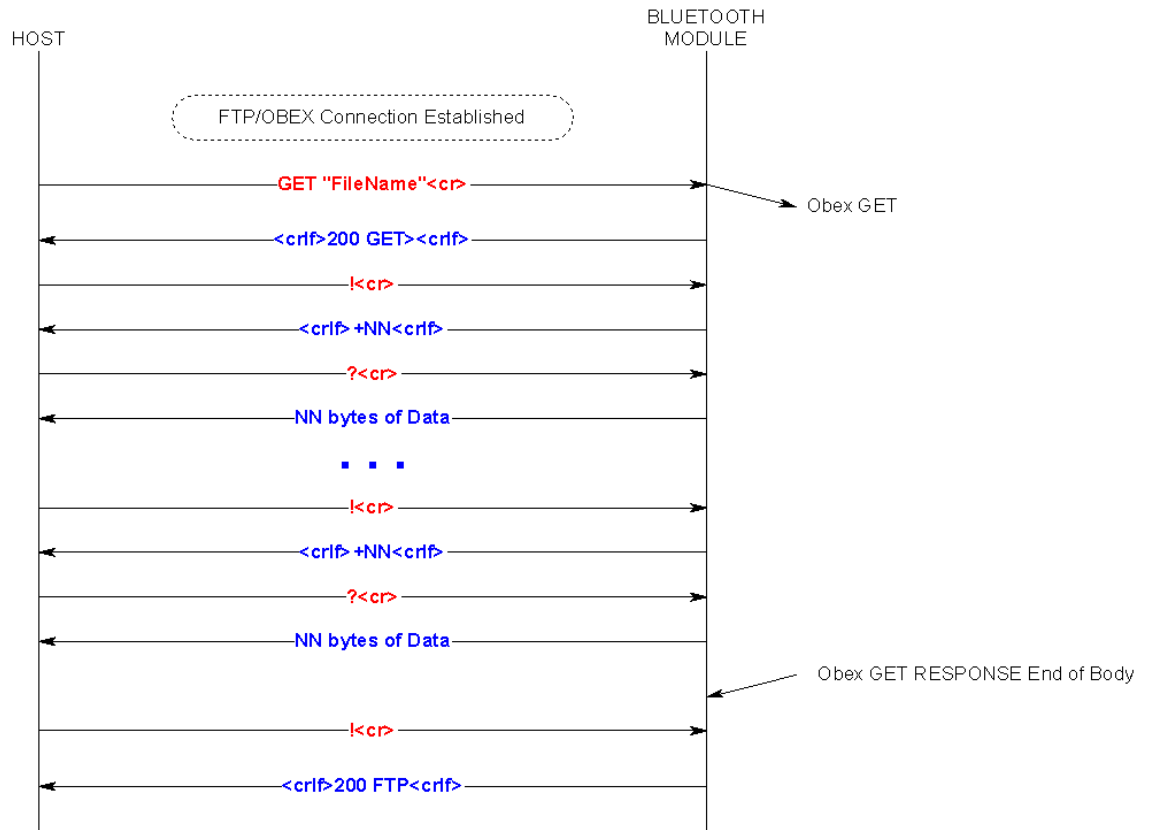 HOST
BLUETOOTH
MODULE
FTP/OBEX Connection Established
GET "FileName"<cr>
Obex GET
<crlf>200 GET><crlf>
!<cr>
<crlf>+NN<crlf>
?<cr>
NN bytes of Data
. . .
!<cr>
<crlf>+NN<crlf>
?<cr>
NN bytes of Data
Obex GET RESPONSE End of Body
!<cr>
<crlf>200 FTP<crlf>